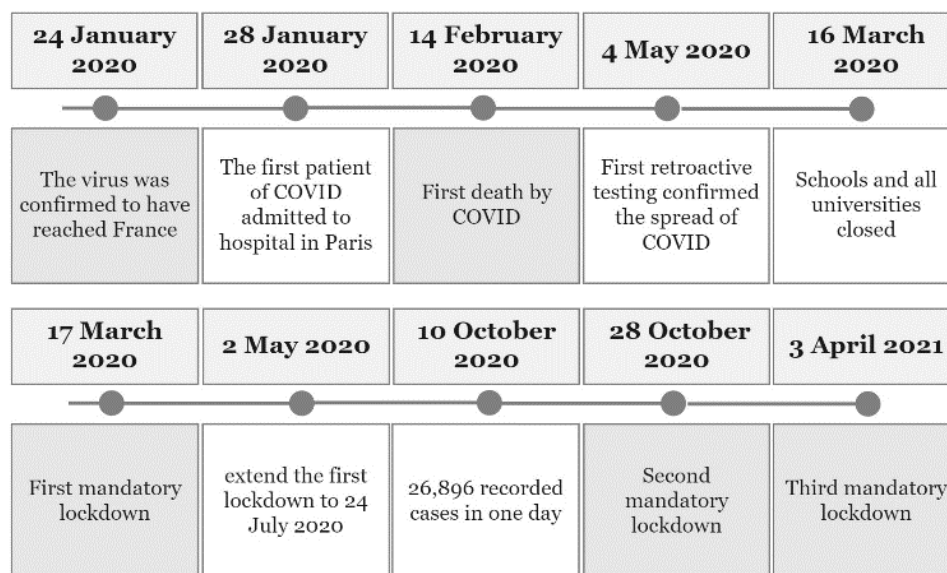 24 January
2020
28 January
2020
14 February
2020
4 May 2020
16 March
2020
The virus was
confirmed to have
reached France
The first patient
of COVID
admitted to
hospital in Paris
First death by
COVID
First retroactive
testing confirmed
the spread of
COVID
Schools and all
universities
closed
17 March
2020
2 May 2020
10 October
2020
28 October
2020
3 April 2021
First mandatory
lockdown
extend the first
lockdown to 24
July 2020
26,896 recorded
cases in one day
Second
mandatory
lockdown
Third mandatory
lockdown